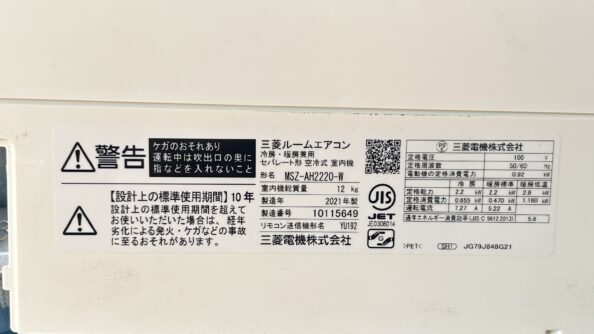 警告
ケガのおそれあり
運転中は吹出口の奥に
指などを入れないこと
【設計上の標準使用期間】10年
設計上の標準使用期間を超えて
お使いいただいた場合は、経年
劣化による発火・ケガなどの事故
に至るおそれがあります。
三菱ルームエアコン
冷房・暖房兼用
セパレート形 空冷式 室内機
形名 MSZ-AH2220-W
室内機総質量 12 kg
製造年 2021年製
製造番号 10115649
リモコン送信信号名 YU192
三菱電機株式会社
JIS
JET
JE0308014
PS E 三菱電機株式会社
定格電圧 100 V
定格周波数 50/60 Hz
電動機の定格消費電力 0.92 kW
冷房 暖房標準 暖房低温
定格能力 2.2 kW 2.2 kW 2.8 kW
定格消費電力 0.655 kW 0.470 kW 1.160 kW
運転電流 7.27 A 5.22 A
通年エネルギー消費効率(JIS C 9612:2013) 5.8
>PET< SH1 JG79J848G21